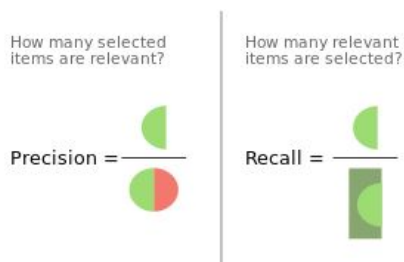 How many selected
items are relevant?
Precision =
How many relevant
items are selected?
Recall =